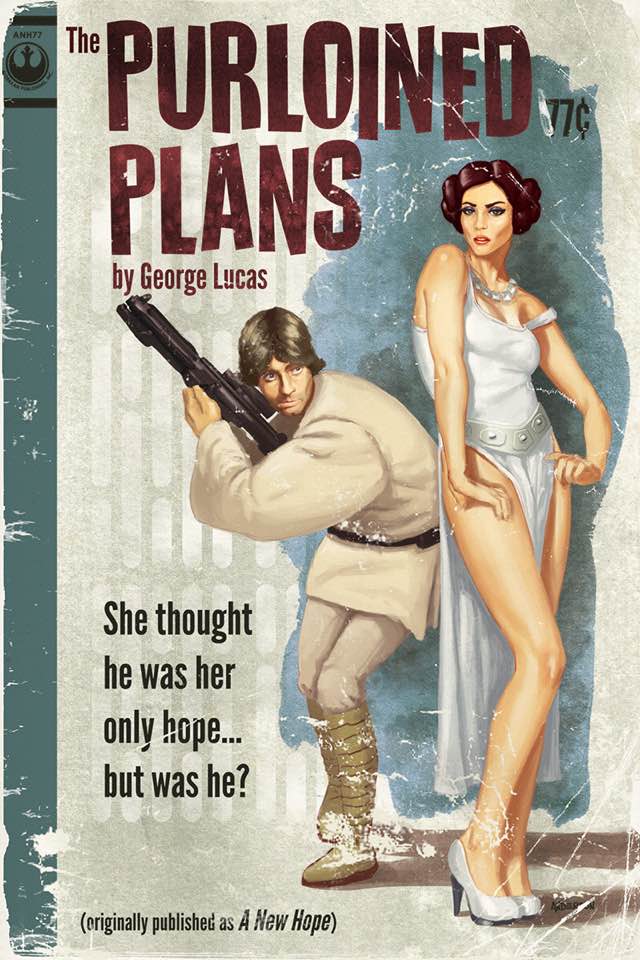 ANH77
The
PURLOINED
77¢
PLANS
by George Lucas
She thought
he was her
only hope...
but was he?
(originally published as A New Hope)